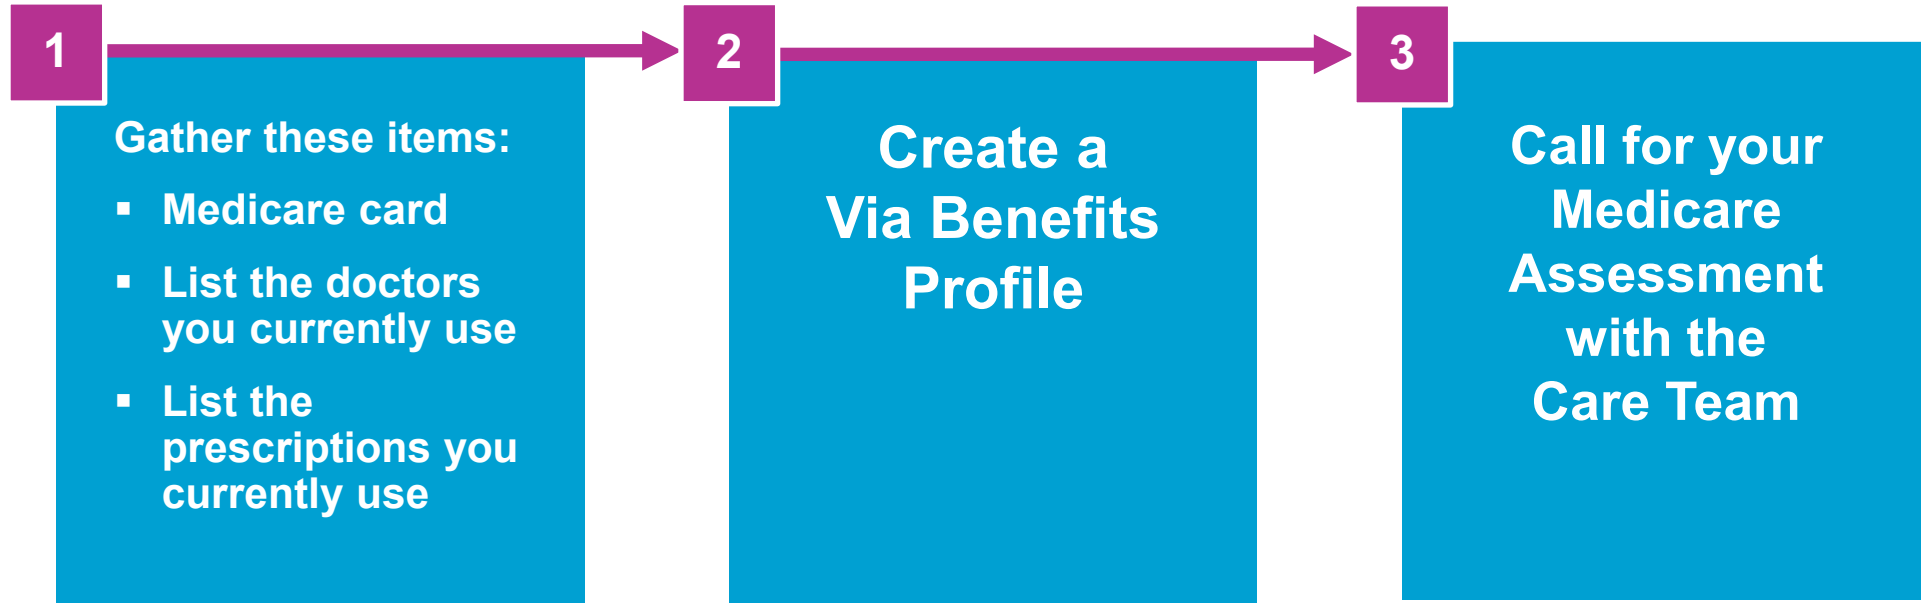 1
Gather these items:
▪ Medicare card
▪ List the doctors
you currently use
▪ List the
prescriptions you
currently use
2
Create a
Via Benefits
Profile
3
Call for your
Medicare
Assessment
with the
Care Team